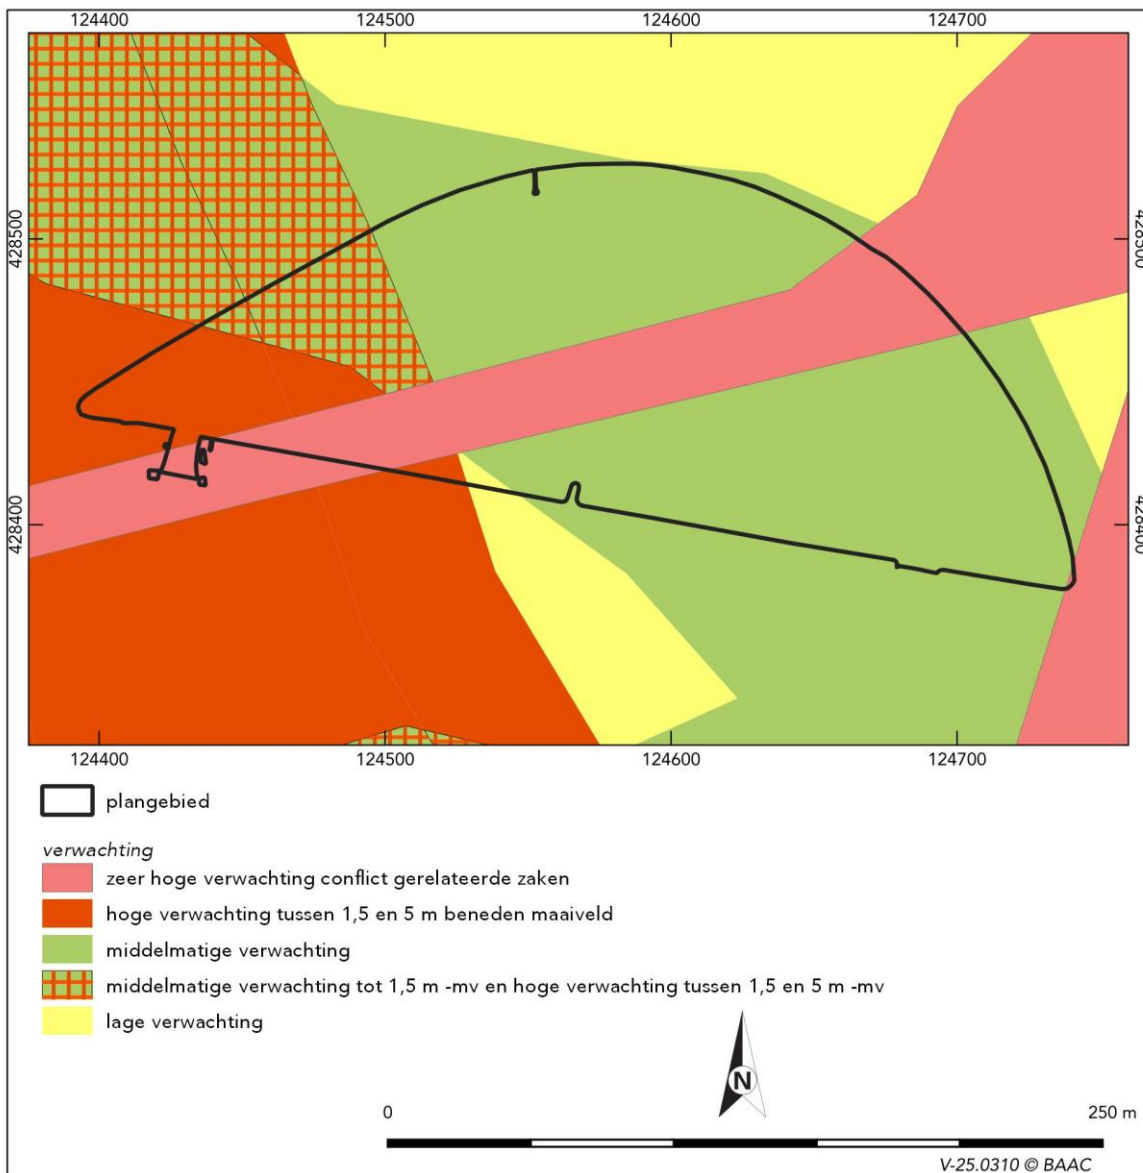 124400 124500 124600 124700
428500 428500
428400 428400
124400 124500 124600 124700
plangebied
verwachting
zeer hoge verwachting conflict gerelateerde zaken
hoge verwachting tussen 1,5 en 5 m beneden maaiveld
middelmatige verwachting
middelmatige verwachting tot 1,5 m -mv en hoge verwachting tussen 1,5 en 5 m -mv
lage verwachting
N
0 250 m
V-25.0310 © BAAC